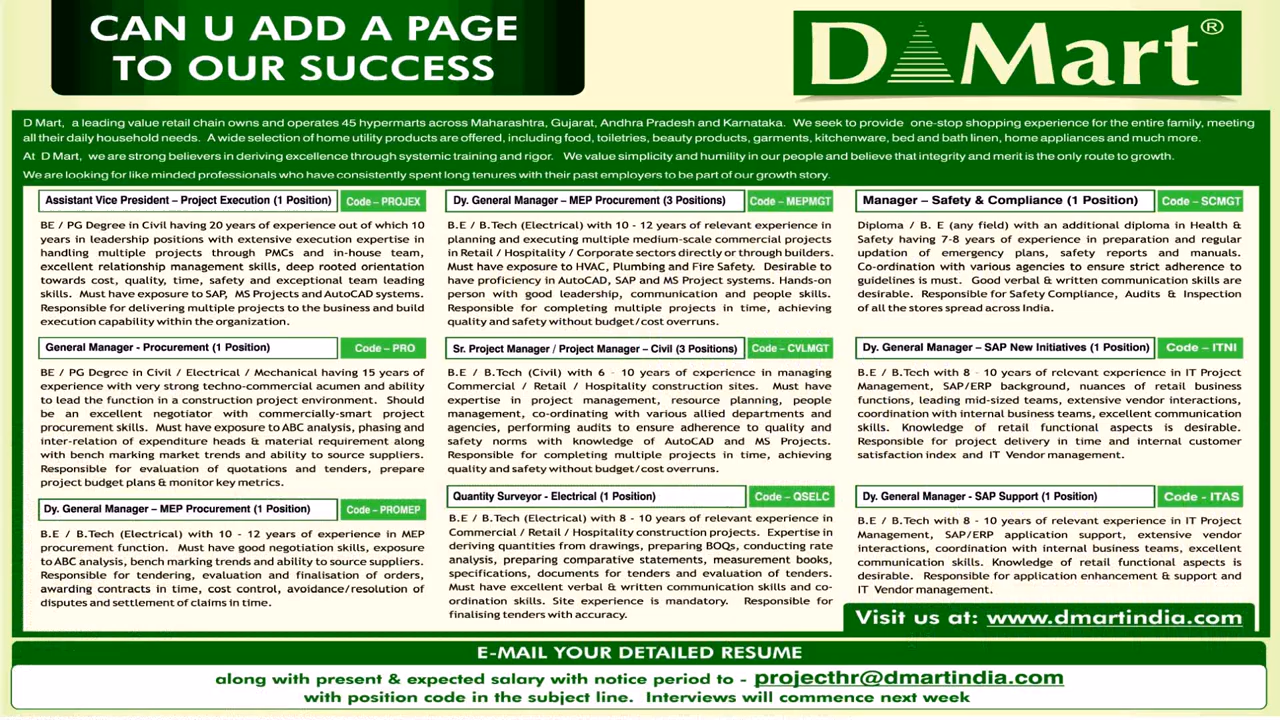 CAN U ADD A PAGE
TO OUR SUCCESS
D Mart®
D Mart, a leading value retail chain owns and operates 45 hypermarts across Maharashtra, Gujarat, Andhra Pradesh and Karnataka. We seek to provide one-stop shopping experience for the entire family, meeting
all their daily household needs. A wide selection of home utility products are offered, including food, toiletries, beauty products, garments, kitchenware, bed and bath linen, home appliances and much more.
At D Mart, we are strong believers in deriving excellence through systemic training and rigor. We value simplicity and humility in our people and believe that integrity and merit is the only route to growth.
We are looking for like minded professionals who have consistently spent long tenures with their past employers to be part of our growth story.
Assistant Vice President – Project Execution (1 Position) Code – PROJEX
BE / PG Degree in Civil having 20 years of experience out of which 10
years in leadership positions with extensive execution expertise in
handling multiple projects through PMCs and in-house team,
excellent relationship management skills, deep rooted orientation
towards cost, quality, time, safety and exceptional team leading
skills. Must have exposure to SAP, MS Projects and AutoCAD systems.
Responsible for delivering multiple projects to the business and build
execution capability within the organization.
General Manager - Procurement (1 Position) Code – PRO
BE / PG Degree in Civil / Electrical / Mechanical having 15 years of
experience with very strong techno-commercial acumen and ability
to lead the function in a construction project environment. Should
be an excellent negotiator with commercially-smart project
procurement skills. Must have exposure to ABC analysis, phasing and
inter-relation of expenditure heads & material requirement along
with bench marking market trends and ability to source suppliers.
Responsible for evaluation of quotations and tenders, prepare
project budget plans & monitor key metrics.
Dy. General Manager – MEP Procurement (1 Position) Code – PROMEP
B.E / B.Tech (Electrical) with 10 - 12 years of experience in MEP
procurement function. Must have good negotiation skills, exposure
to ABC analysis, bench marking trends and ability to source suppliers.
Responsible for tendering, evaluation and finalisation of orders,
awarding contracts in time, cost control, avoidance/resolution of
disputes and settlement of claims in time.
Dy. General Manager – MEP Procurement (3 Positions) Code – MEPMGT
B.E / B.Tech (Electrical) with 10 - 12 years of relevant experience in
planning and executing multiple medium-scale commercial projects
in Retail / Hospitality / Corporate sectors directly or through builders.
Must have exposure to HVAC, Plumbing and Fire Safety. Desirable to
have proficiency in AutoCAD, SAP and MS Project systems. Hands-on
person with good leadership, communication and people skills.
Responsible for completing multiple projects in time, achieving
quality and safety without budget/cost overruns.
Sr. Project Manager / Project Manager – Civil (3 Positions) Code – CVLMGT
B.E / B.Tech (Civil) with 6 - 10 years of experience in managing
Commercial / Retail / Hospitality construction sites. Must have
expertise in project management, resource planning, people
management, co-ordinating with various allied departments and
agencies, performing audits to ensure adherence to quality and
safety norms with knowledge of AutoCAD and MS Projects.
Responsible for completing multiple projects in time, achieving
quality and safety without budget/cost overruns.
Quantity Surveyor - Electrical (1 Position) Code – QSELC
B.E / B.Tech (Electrical) with 8 - 10 years of relevant experience in
Commercial / Retail / Hospitality construction projects. Expertise in
deriving quantities from drawings, preparing BOQs, conducting rate
analysis, preparing comparative statements, measurement books,
specifications, documents for tenders and evaluation of tenders.
Must have excellent verbal & written communication skills and co-
ordination skills. Site experience is mandatory. Responsible for
finalising tenders with accuracy.
Manager – Safety & Compliance (1 Position) Code – SCMGT
Diploma / B. E (any field) with an additional diploma in Health &
Safety having 7-8 years of experience in preparation and regular
updation of emergency plans, safety reports and manuals.
Co-ordination with various agencies to ensure strict adherence to
guidelines is must. Good verbal & written communication skills are
desirable. Responsible for Safety Compliance, Audits & Inspection
of all the stores spread across India.
Dy. General Manager – SAP New Initiatives (1 Position) Code – ITNI
B.E / B.Tech with 8 - 10 years of relevant experience in IT Project
Management, SAP/ERP background, nuances of retail business
functions, leading mid-sized teams, extensive vendor interactions,
coordination with internal business teams, excellent communication
skills. Knowledge of retail functional aspects is desirable.
Responsible for project delivery in time and internal customer
satisfaction index and IT Vendor management.
Dy. General Manager - SAP Support (1 Position) Code - ITAS
B.E / B.Tech with 8 - 10 years of relevant experience in IT Project
Management, SAP/ERP application support, extensive vendor
interactions, coordination with internal business teams, excellent
communication skills. Knowledge of retail functional aspects is
desirable. Responsible for application enhancement & support and
IT Vendor management.
Visit us at: www.dmartindia.com
E-MAIL YOUR DETAILED RESUME
along with present & expected salary with notice period to - projecthr@dmartindia.com
with position code in the subject line. Interviews will commence next week